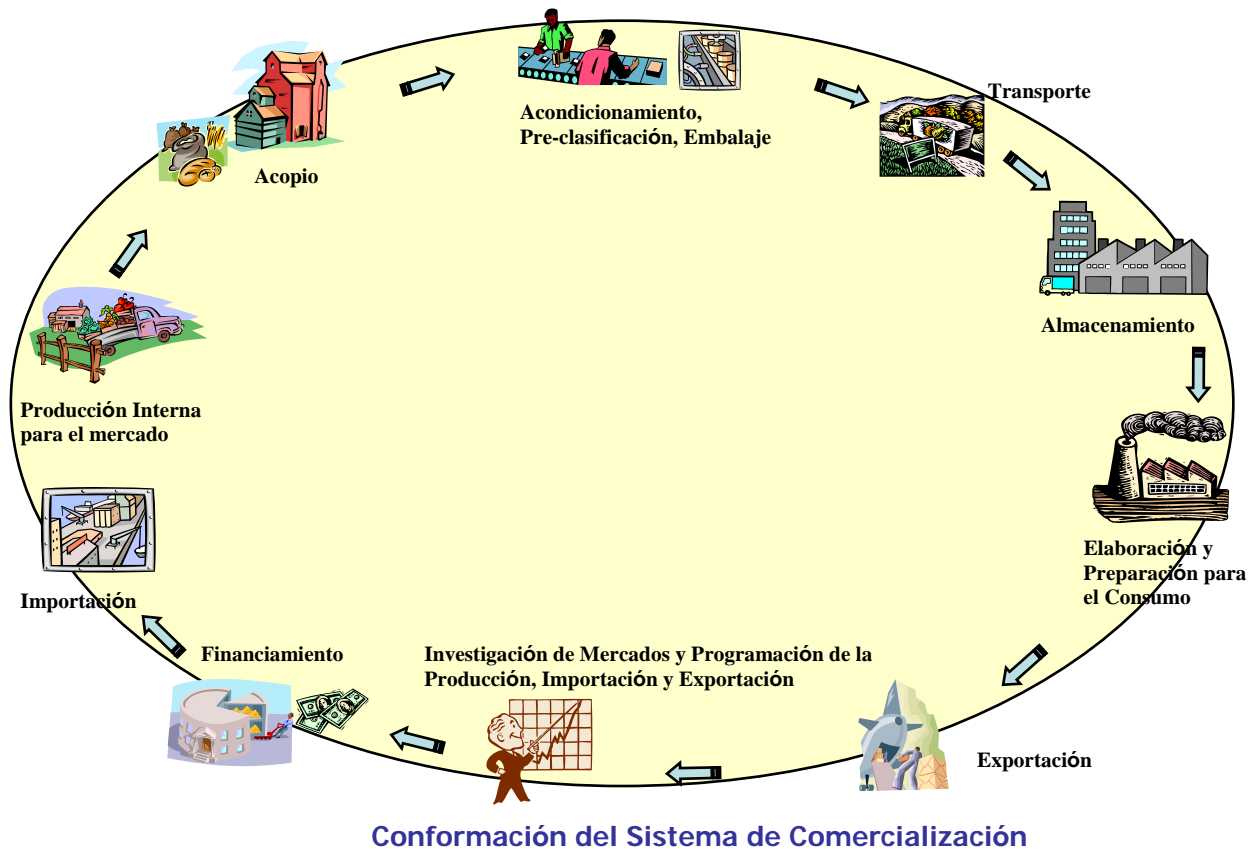 Acondicionamiento,
Pre-clasificación, Embalaje
Transporte
Acopio
Almacenamiento
Producción Interna
para el mercado
Elaboración y
Preparación para
el Consumo
Importación
Financiamiento
Investigación de Mercados y Programación de la
Producción, Importación y Exportación
Exportación
Conformación del Sistema de Comercialización